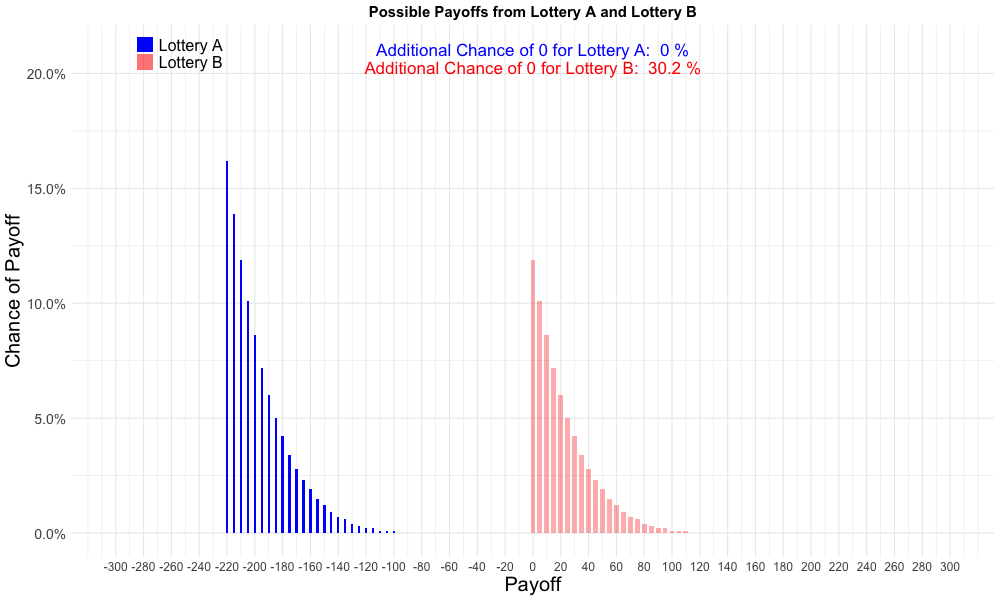 Possible Payoffs from Lottery A and Lottery B
Lottery A
Lottery B
Additional Chance of 0 for Lottery A:  0 %
Additional Chance of 0 for Lottery B:  30.2 %
Chance of Payoff
20.0%
15.0%
10.0%
5.0%
0.0%
-300 -280 -260 -240 -220 -200 -180 -160 -140 -120 -100 -80 -60 -40 -20 0 20 40 60 80 100 120 140 160 180 200 220 240 260 280 300
Payoff